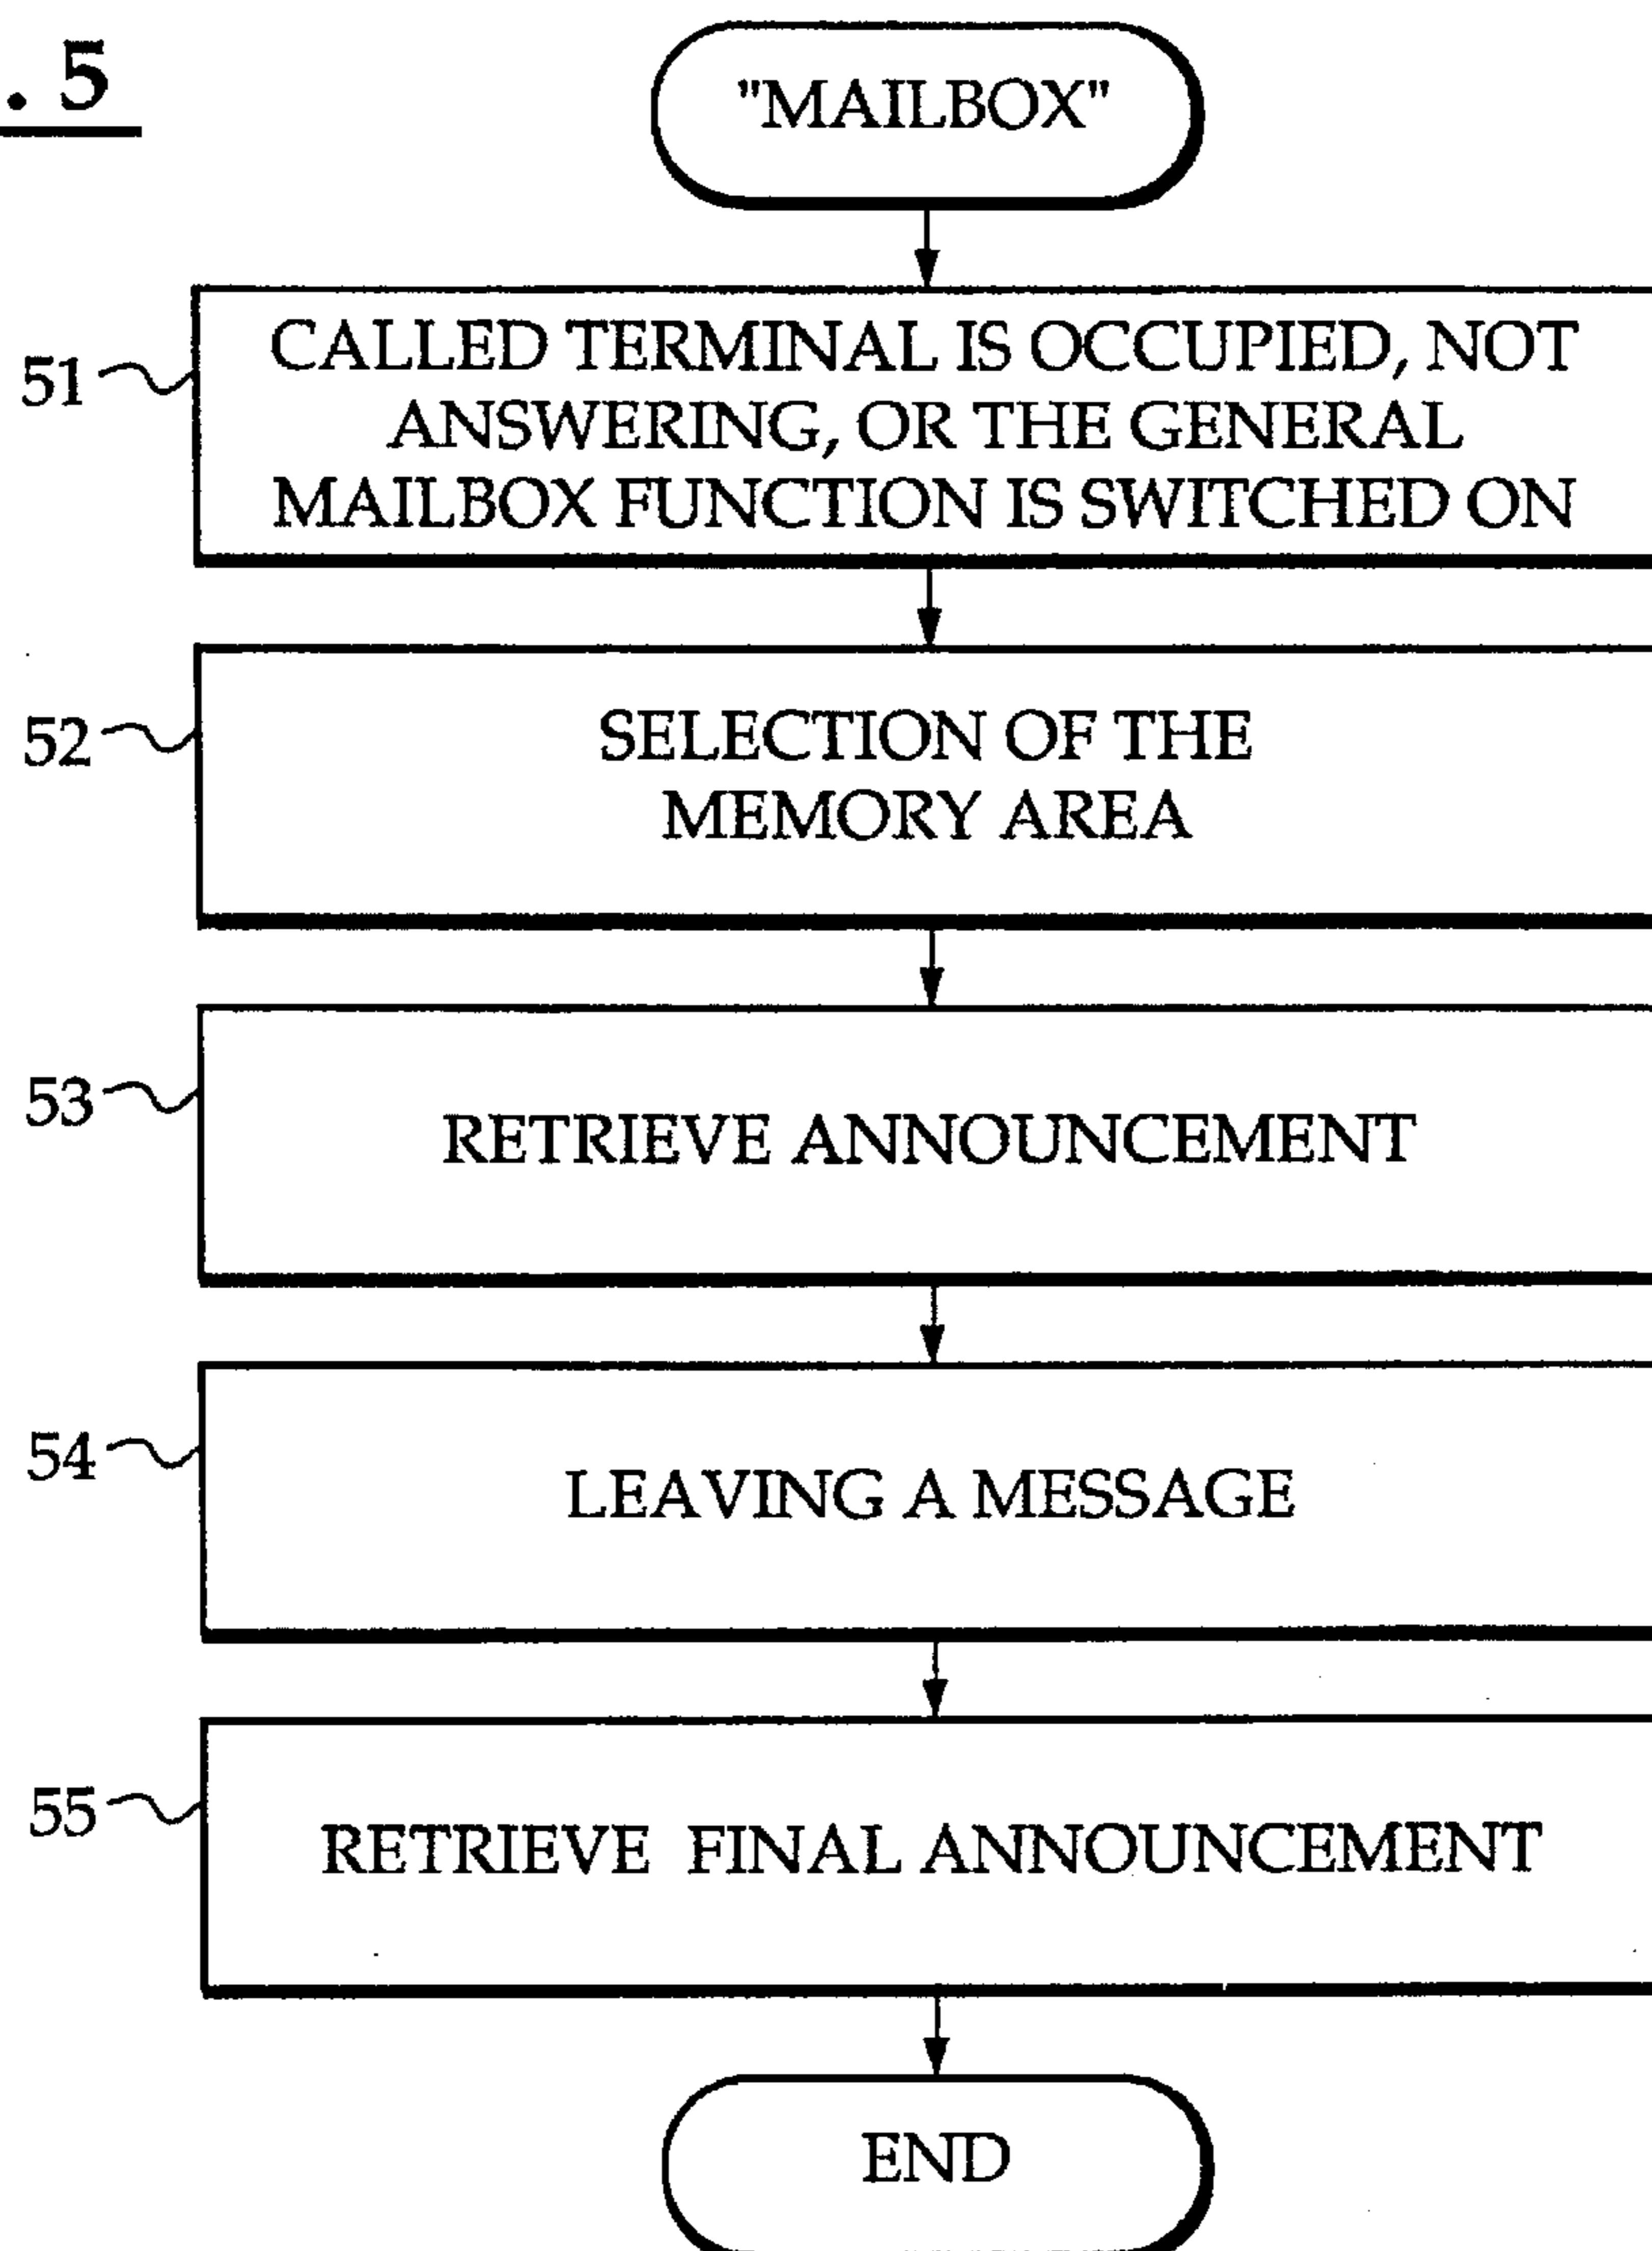 . 5
"MAILBOX"
51
CALLED TERMINAL IS OCCUPIED, NOT
ANSWERING, OR THE GENERAL
MAILBOX FUNCTION IS SWITCHED ON
52
SELECTION OF THE
MEMORY AREA
53
RETRIEVE ANNOUNCEMENT
54
LEAVING A MESSAGE
55
RETRIEVE FINAL ANNOUNCEMENT
END